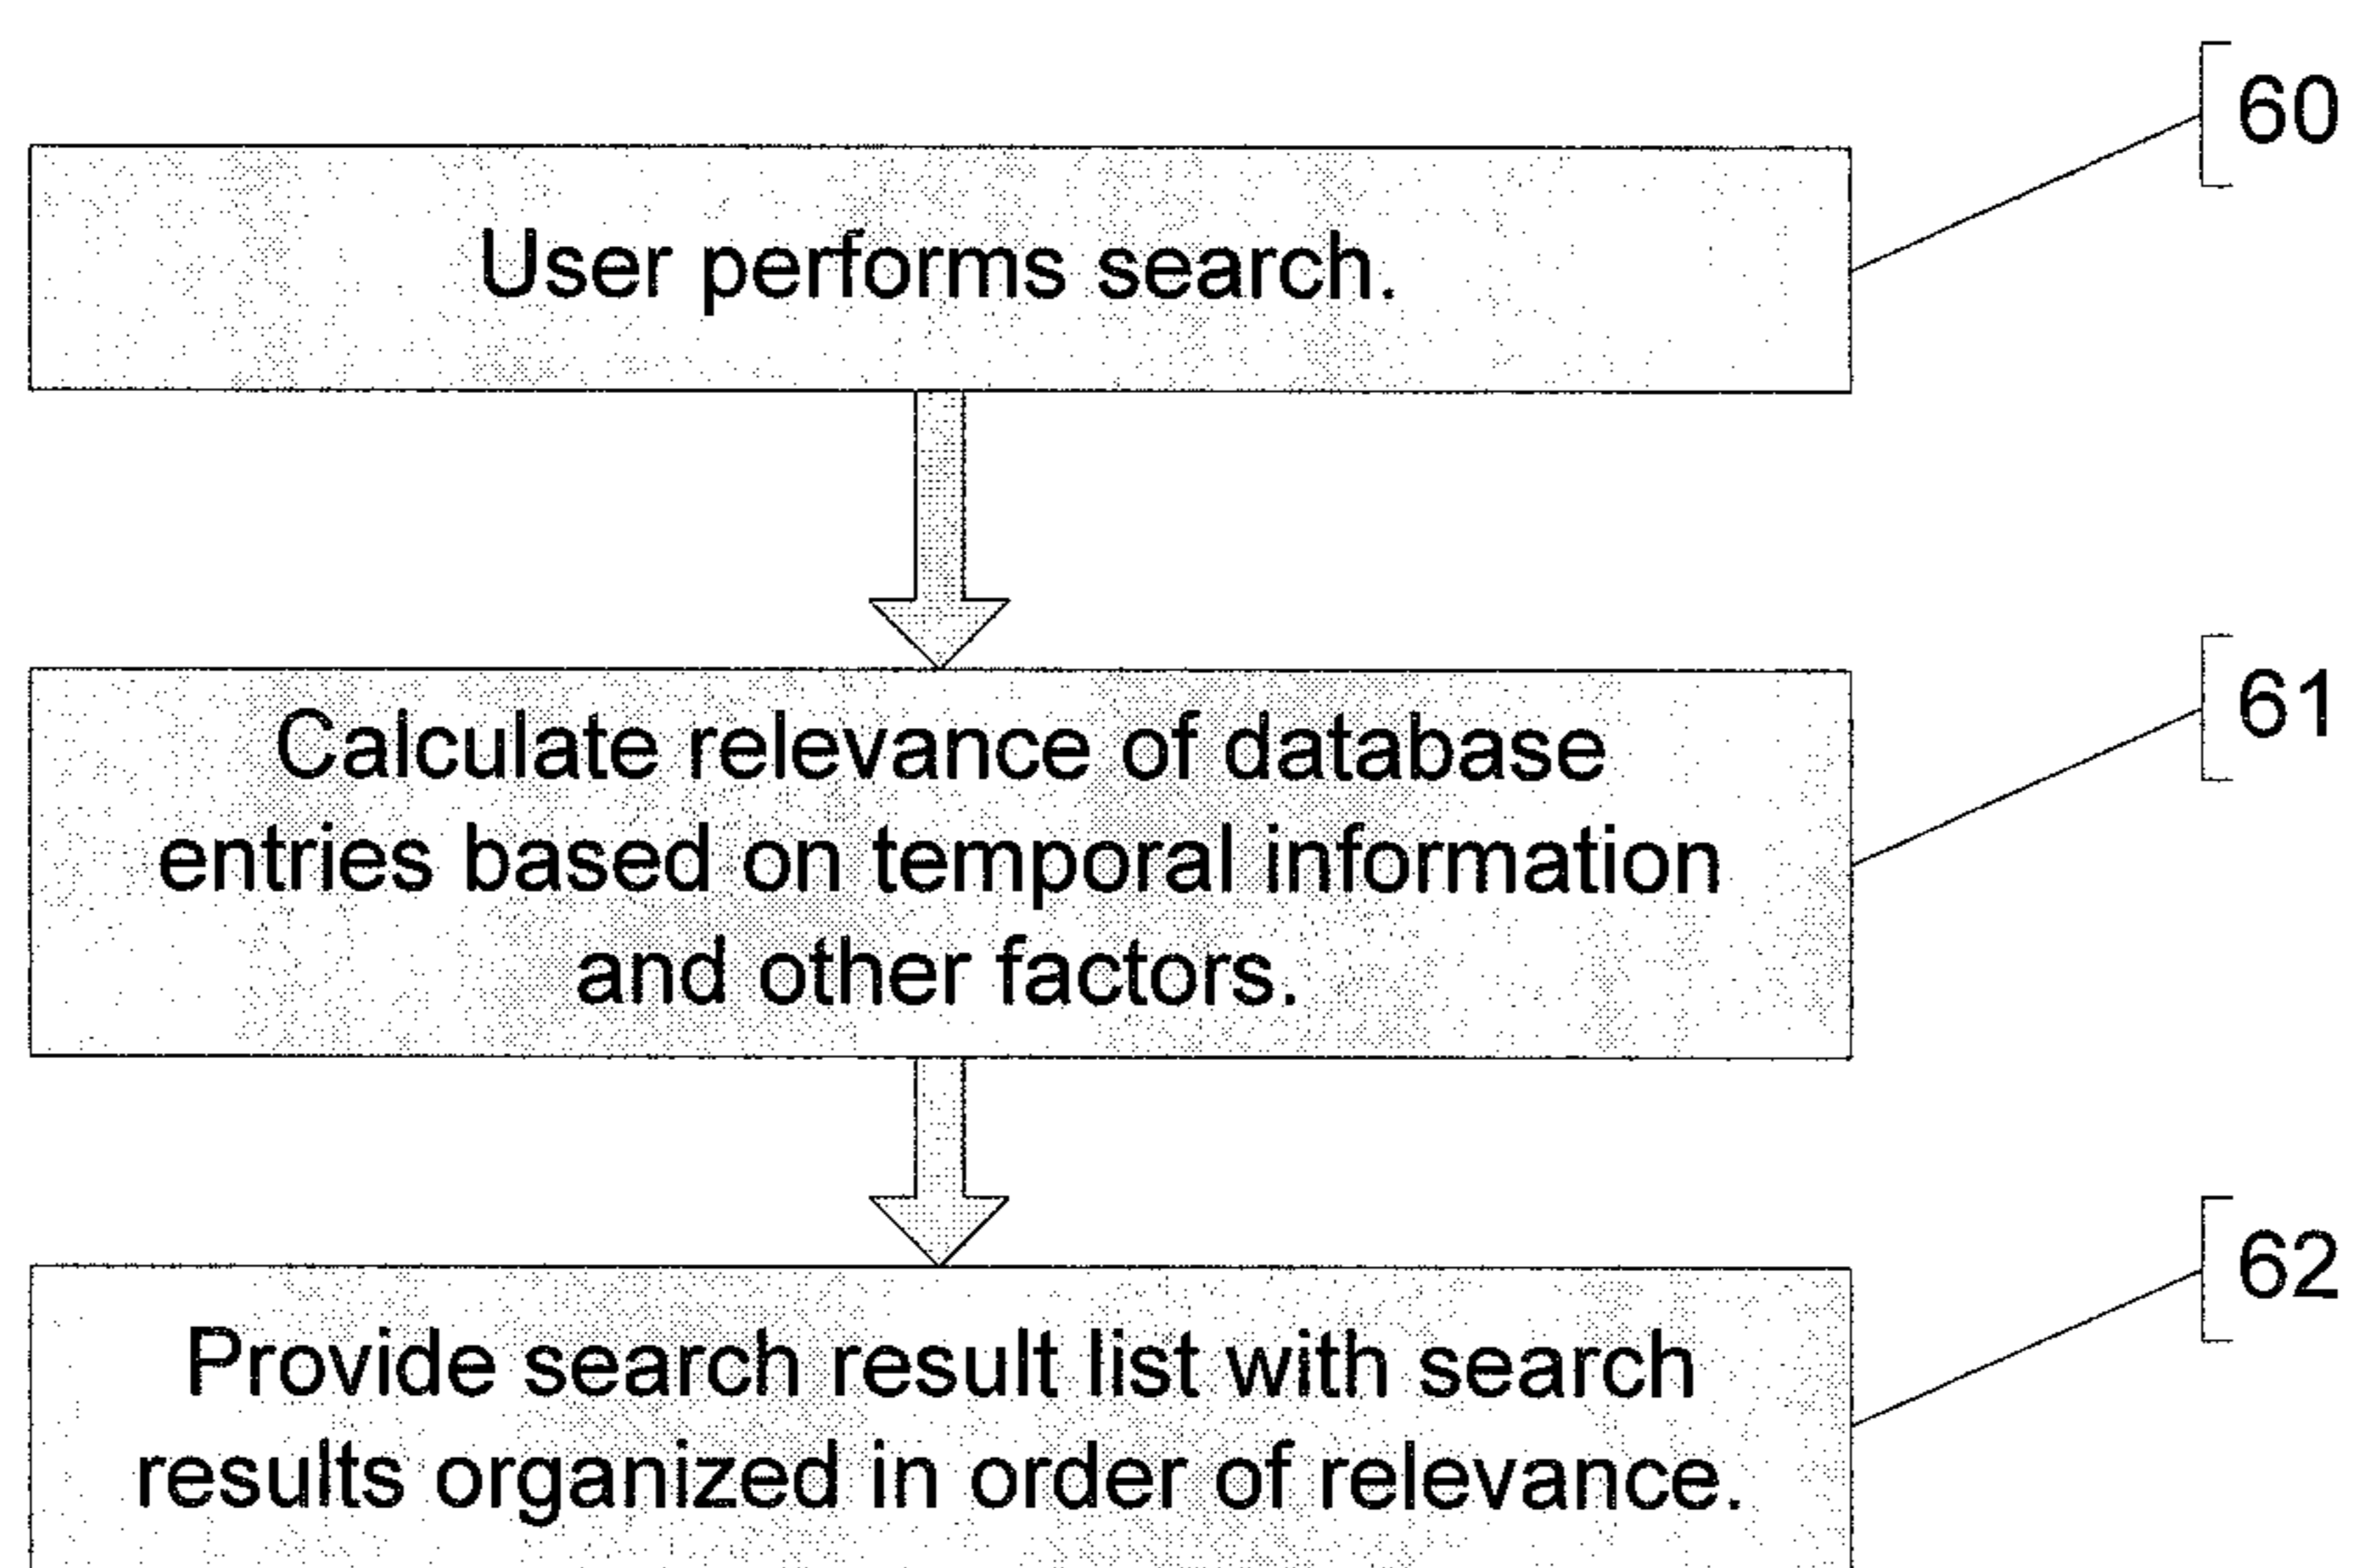 60
User performs search.
61
Calculate relevance of database
entries based on temporal information
and other factors.
62
Provide search result list with search
results organized in order of relevance.